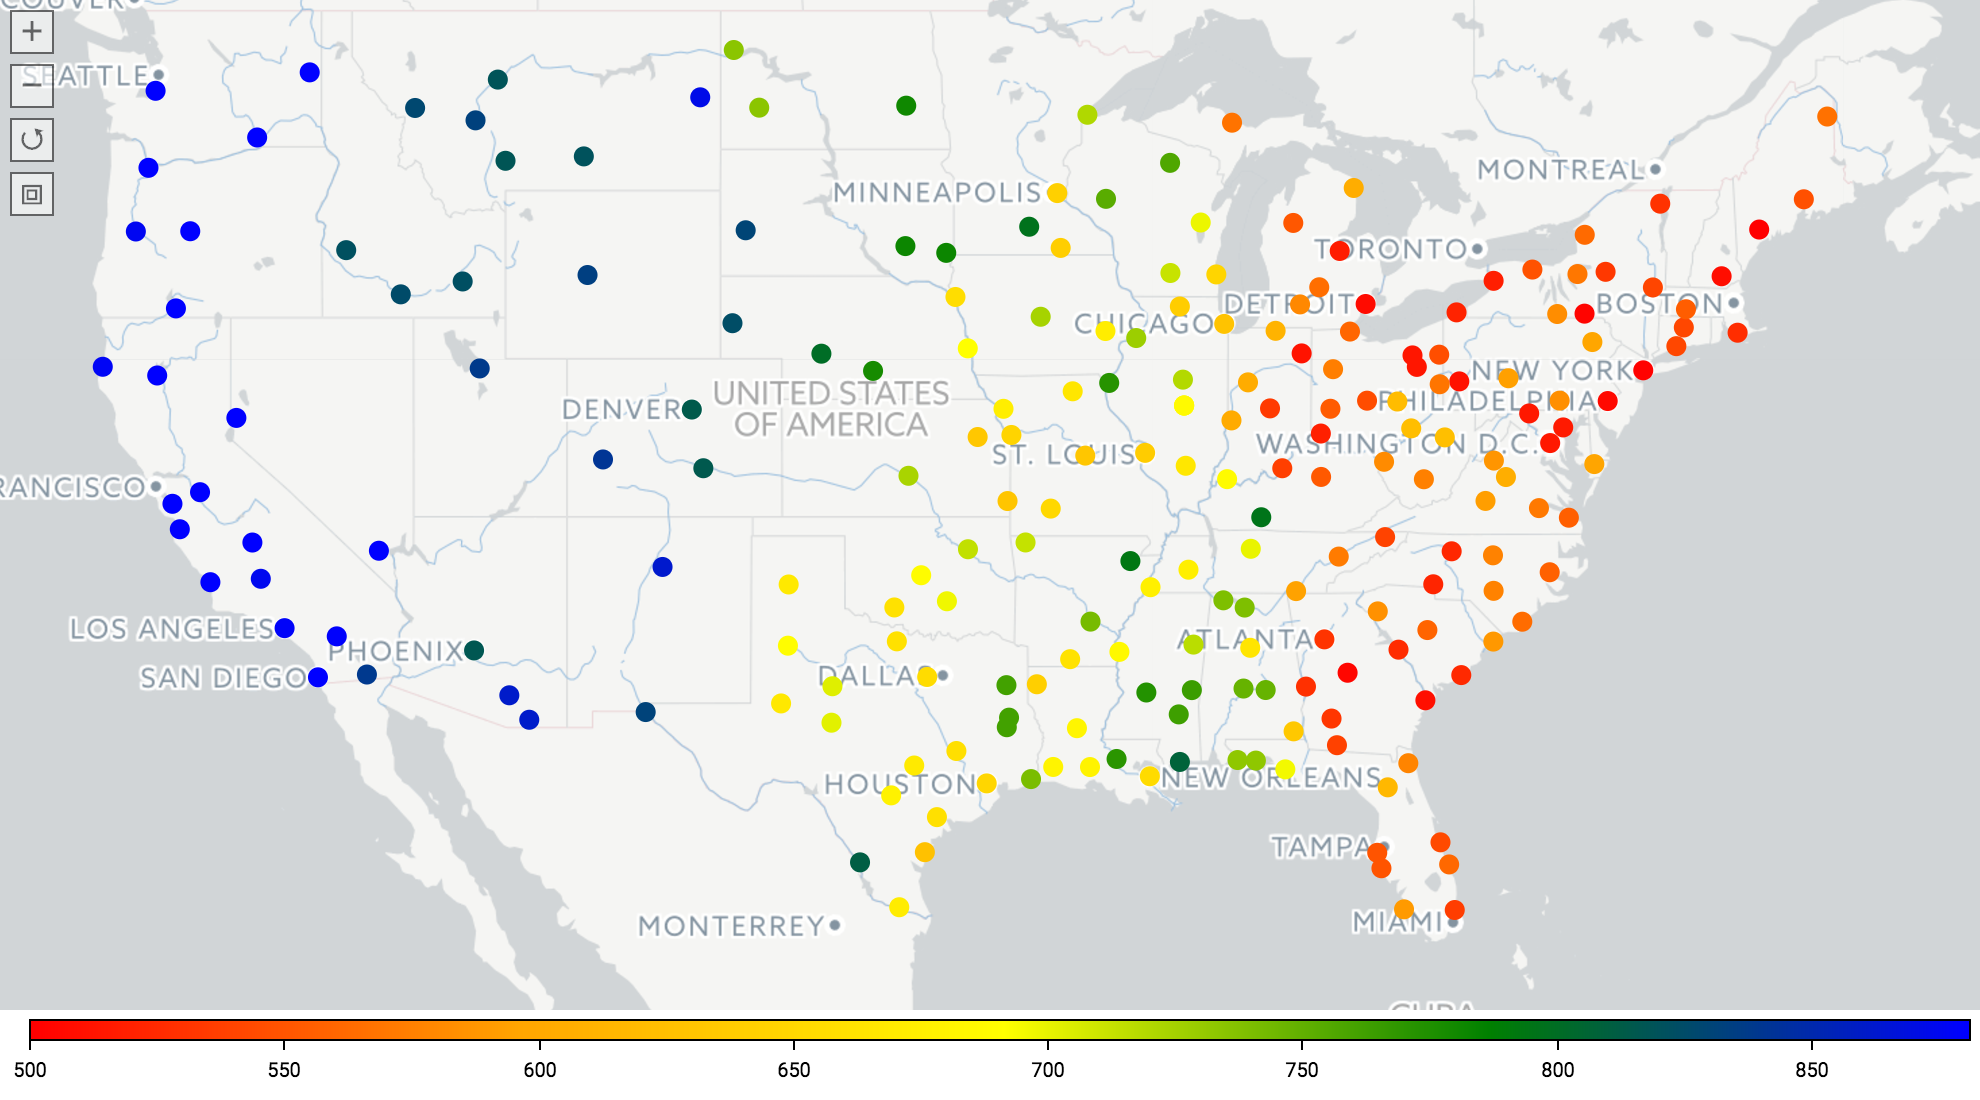 SEATTLE
MONTREAL
MINNEAPOLIS
TORONTO
DETROIT
BOSTON
CHICAGO
NEW YORK
DENVER
UNITED STATES
OF AMERICA
PHILADELPHIA
WASHINGTON D.C.
ST. LOUIS
RANCISCO
LOS ANGELES
PHOENIX
ATLANTA
SAN DIEGO
DALLAS
HOUSTON
NEW ORLEANS
TAMPA
MONTERREY
MIAMI
500 550 600 650 700 750 800 850